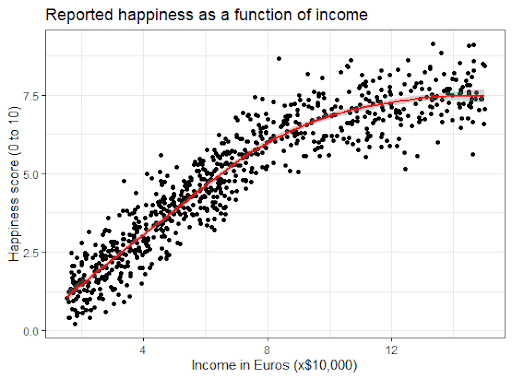 Reported happiness as a function of income
Happiness score (0 to 10)
7.5
5.0
2.5
0.0
4
8
12
Income in Euros (x$10,000)